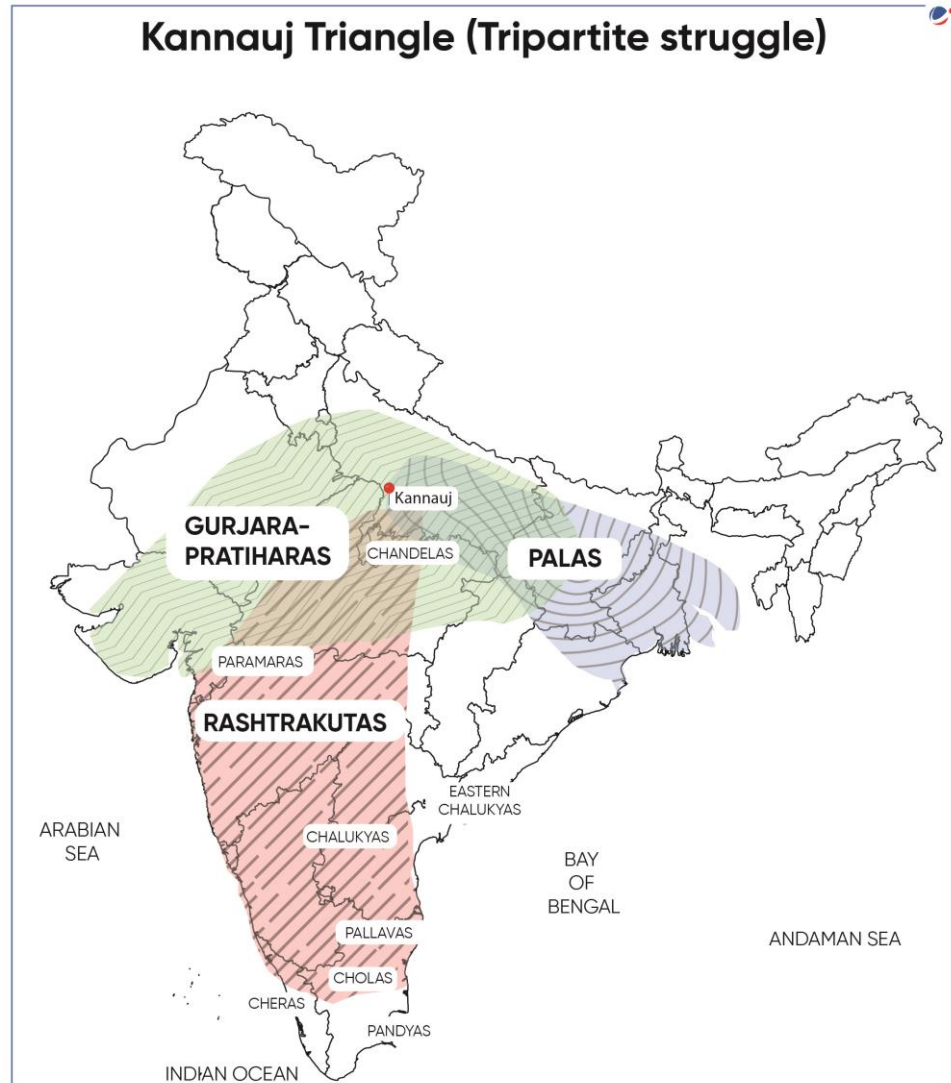 Kannauj Triangle (Tripartite struggle)
Kannauj
GURJARA-
PRATIHARAS
CHANDELAS
PALAS
PARAMARAS
RASHTRAKUTAS
EASTERN
CHALUKYAS
ARABIAN
SEA
CHALUKYAS
BAY
OF
BENGAL
PALLAVAS
ANDAMAN SEA
CHOLAS
CHERAS
PANDYAS
INDIAN OCEAN